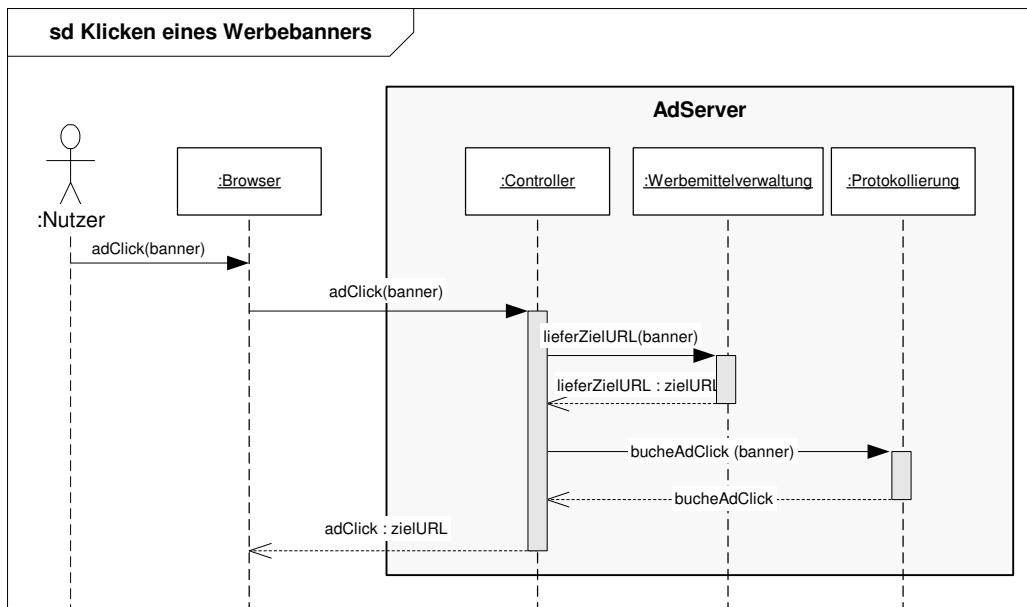 sd Klicken eines Werbebanners
AdServer
:Nutzer
:Browser
:Controller
:Werbemittelverwaltung
:Protokollierung
adClick(banner)
adClick(banner)
lieferZielURL(banner)
lieferZielURL : zielURL
bucheAdClick (banner)
bucheAdClick
adClick : zielURL